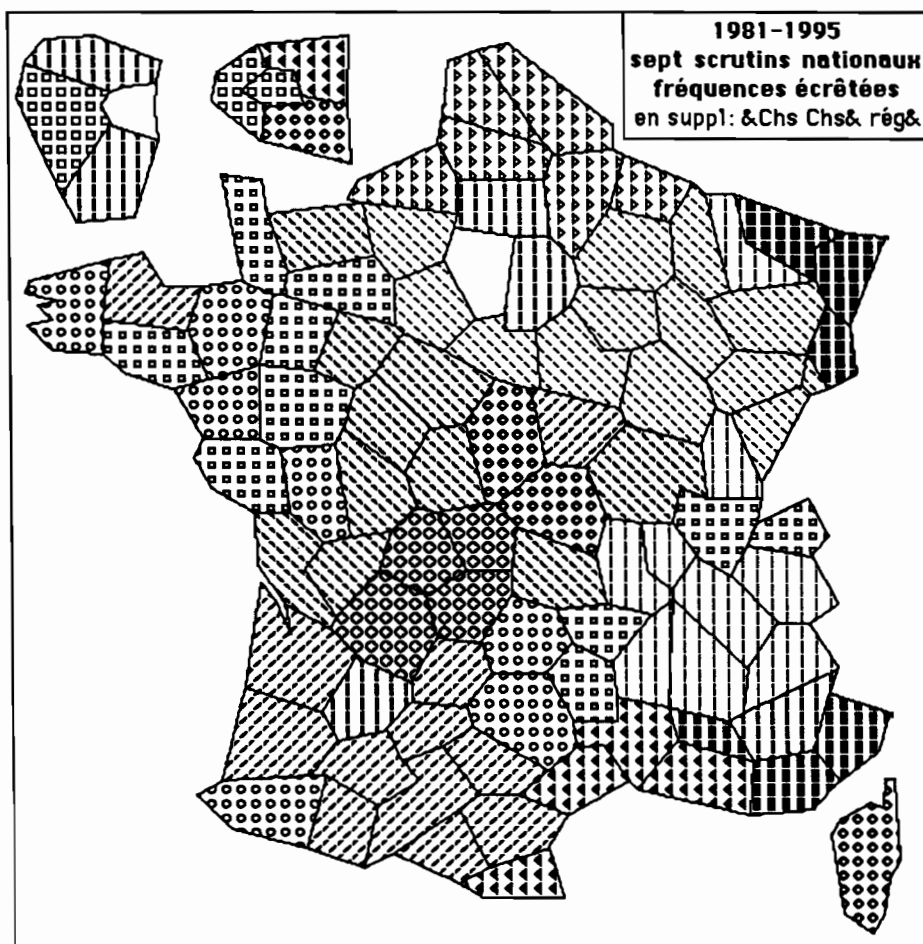 1981-1995
sept scrutins nationaux
fréquences écrêtées
en suppl: &Chs Chs& rég&